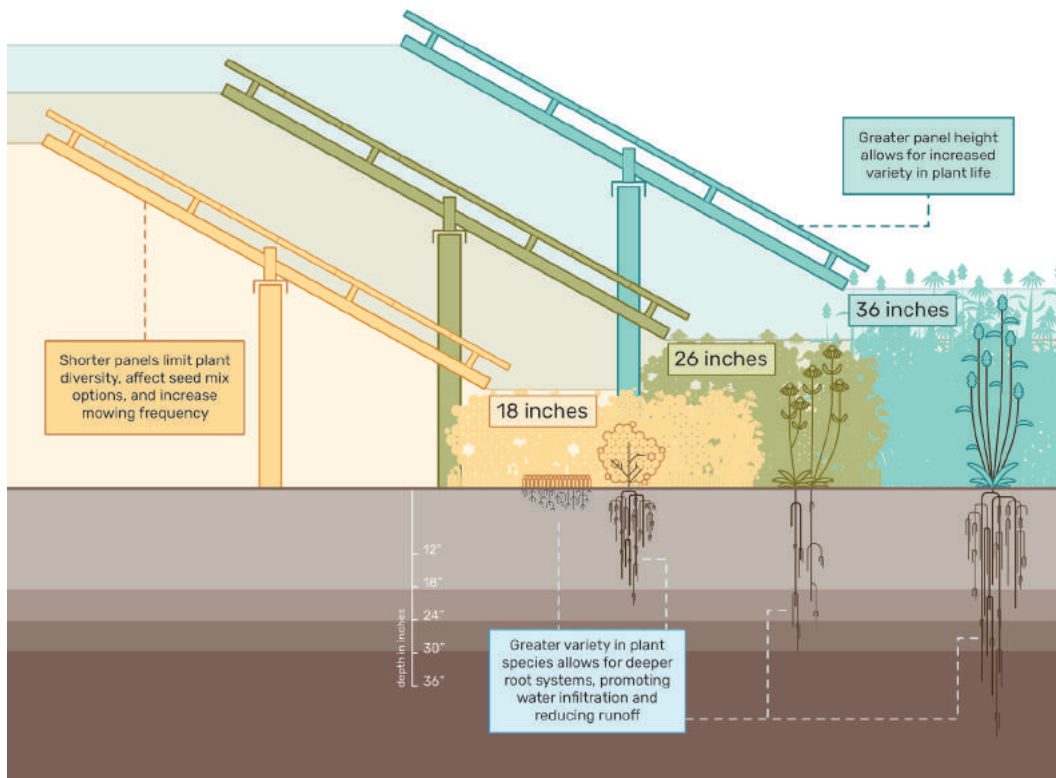 Greater panel height
allows for increased
variety in plant life
36 inches
Shorter panels limit plant
diversity, affect seed mix
options, and increase
mowing frequency
26 inches
18 inches
depth in inches
12"
18"
24"
30"
36"
Greater variety in plant
species allows for deeper
root systems, promoting
water infiltration and
reducing runoff